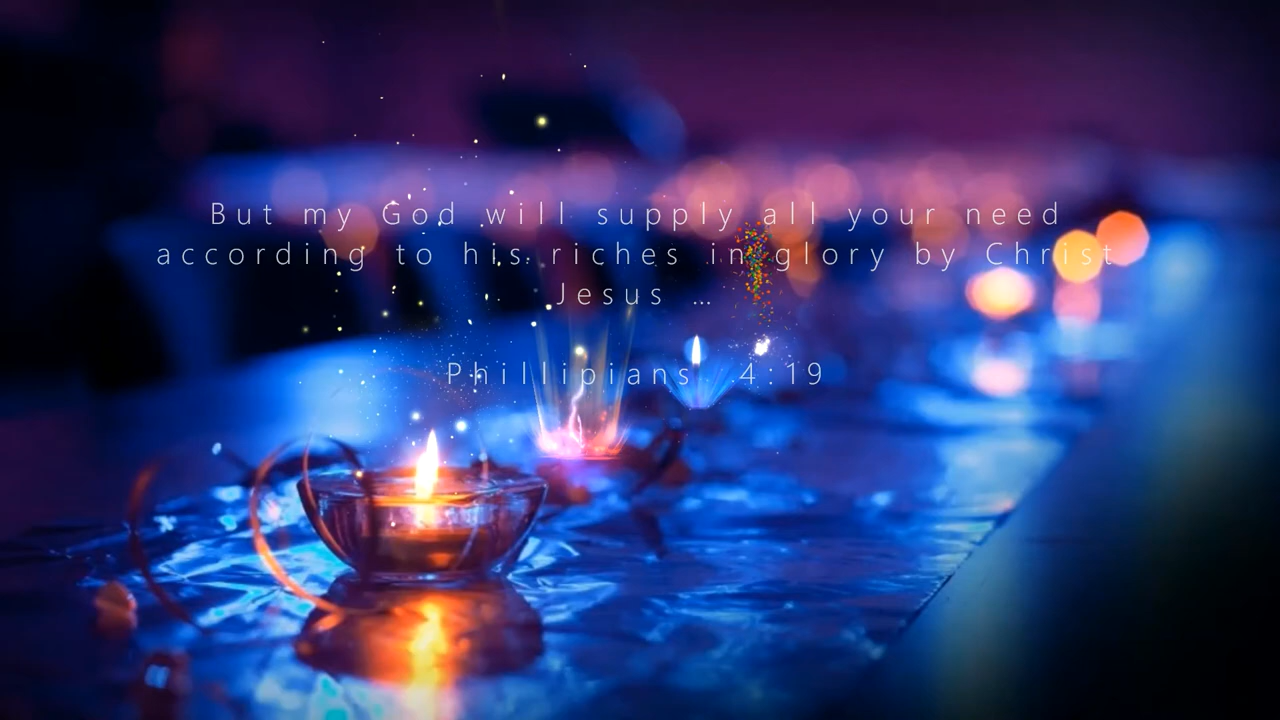 But my God will supply all your need
according to his riches in glory by Christ
Jesus …
Phillipians 4:19